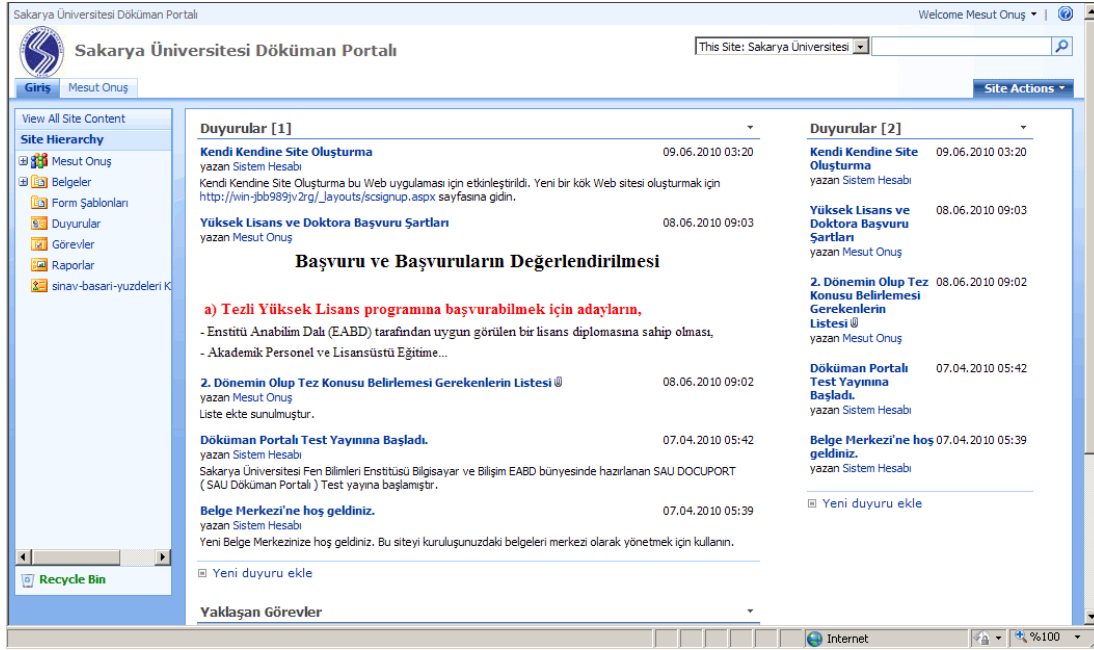 Sakarya Üniversitesi Döküman Portalı
Welcome Mesut Onuş
Sakarya Üniversitesi Döküman Portalı
This Site: Sakarya Üniversitesi
Giriş
Mesut Onuş
Site Actions
View All Site Content
Site Hierarchy
Mesut Onuş
Belgeler
Form Şablonları
Duyurular
Görevler
Raporlar
sinav-basari-yuzdeleri K
Recycle Bin
Duyurular [1]
Kendi Kendine Site Oluşturma 09.06.2010 03:20
yazan Sistem Hesabı
Kendi Kendine Site Oluşturma bu Web uygulaması için etkinleştirildi. Yeni bir kök Web sitesi oluşturmak için
http://win-jbb989jv2rg/_layouts/scsignup.aspx sayfasına gidin.
Yüksek Lisans ve Doktora Başvuru Şartları 08.06.2010 09:03
yazan Mesut Onuş
Başvuru ve Başvuruların Değerlendirilmesi
a) Tezli Yüksek Lisans programına başvurabilmek için adayların,
- Enstitü Anabilim Dalı (EABD) tarafından uygun görülen bir lisans diplomasına sahip olması,
- Akademik Personel ve Lisansüstü Eğitime...
2. Dönemin Olup Tez Konusu Belirlemesi Gerekenlerin Listesi 08.06.2010 09:02
yazan Mesut Onuş
Liste ekte sunulmuştur.
Döküman Portalı Test Yayınına Başladı. 07.04.2010 05:42
yazan Sistem Hesabı
Sakarya Üniversitesi Fen Bilimleri Enstitüsü Bilgisayar ve Bilişim EABD bünyesinde hazırlanan SAU DOCUPORT
( SAU Döküman Portalı ) Test yayına başlamıştır.
Belge Merkezi'ne hoş geldiniz. 07.04.2010 05:39
yazan Sistem Hesabı
Yeni Belge Merkezinize hoş geldiniz. Bu siteyi kuruluşunuzdaki belgeleri merkezi olarak yönetmek için kullanın.
Yeni duyuru ekle
Yaklaşan Görevler
Duyurular [2]
Kendi Kendine Site 09.06.2010 03:20
Oluşturma
yazan Sistem Hesabı
Yüksek Lisans ve 08.06.2010 09:03
Doktora Başvuru
Şartları
yazan Mesut Onuş
2. Dönemin Olup Tez 08.06.2010 09:02
Konusu Belirlemesi
Gerekenlerin
Listesi
yazan Mesut Onuş
Döküman Portalı 07.04.2010 05:42
Test Yayınına
Başladı.
yazan Sistem Hesabı
Belge Merkezi'ne hoş 07.04.2010 05:39
geldiniz.
yazan Sistem Hesabı
Yeni duyuru ekle
Internet
%100